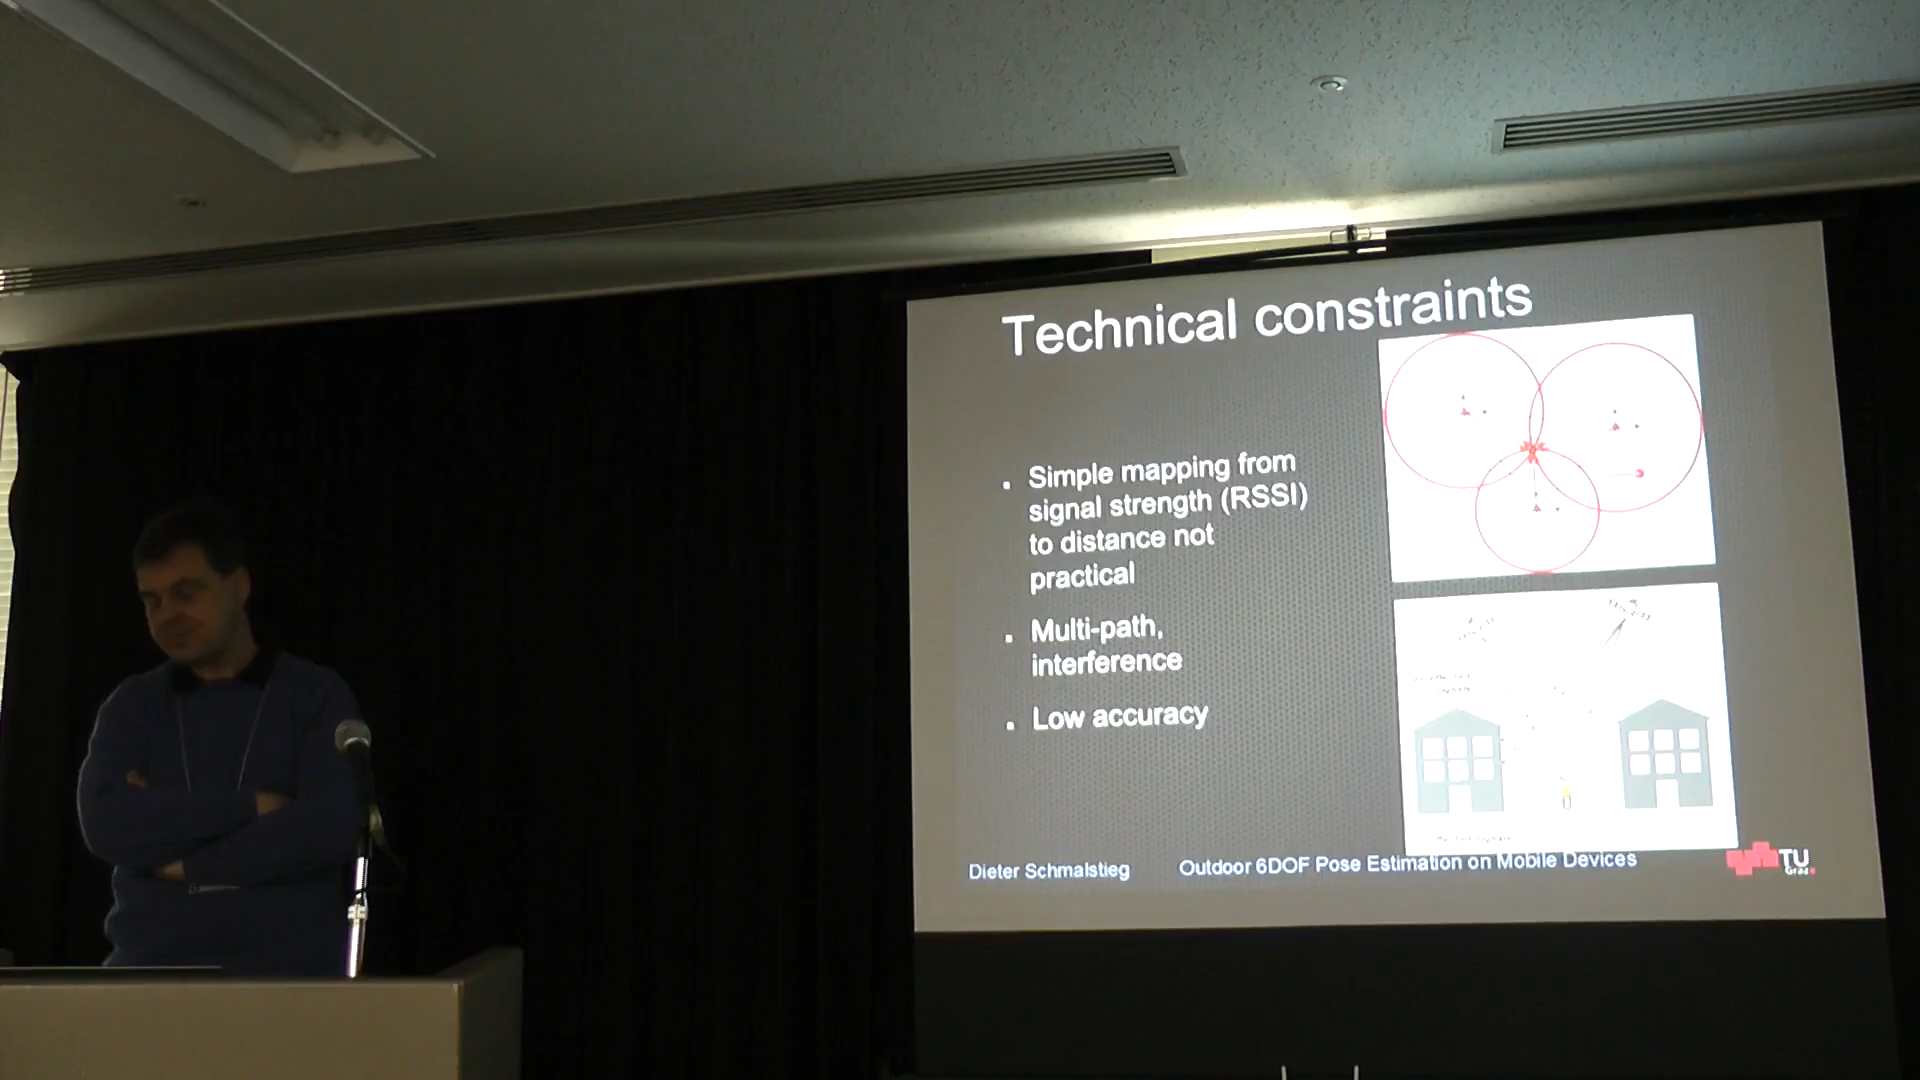 Technical constraints
Simple mapping from
signal strength (RSSI)
to distance not
practical
Multi-path,
interference
Low accuracy
Dieter Schmalstieg
Outdoor 6DOF Pose Estimation on Mobile Devices
TU
Graz